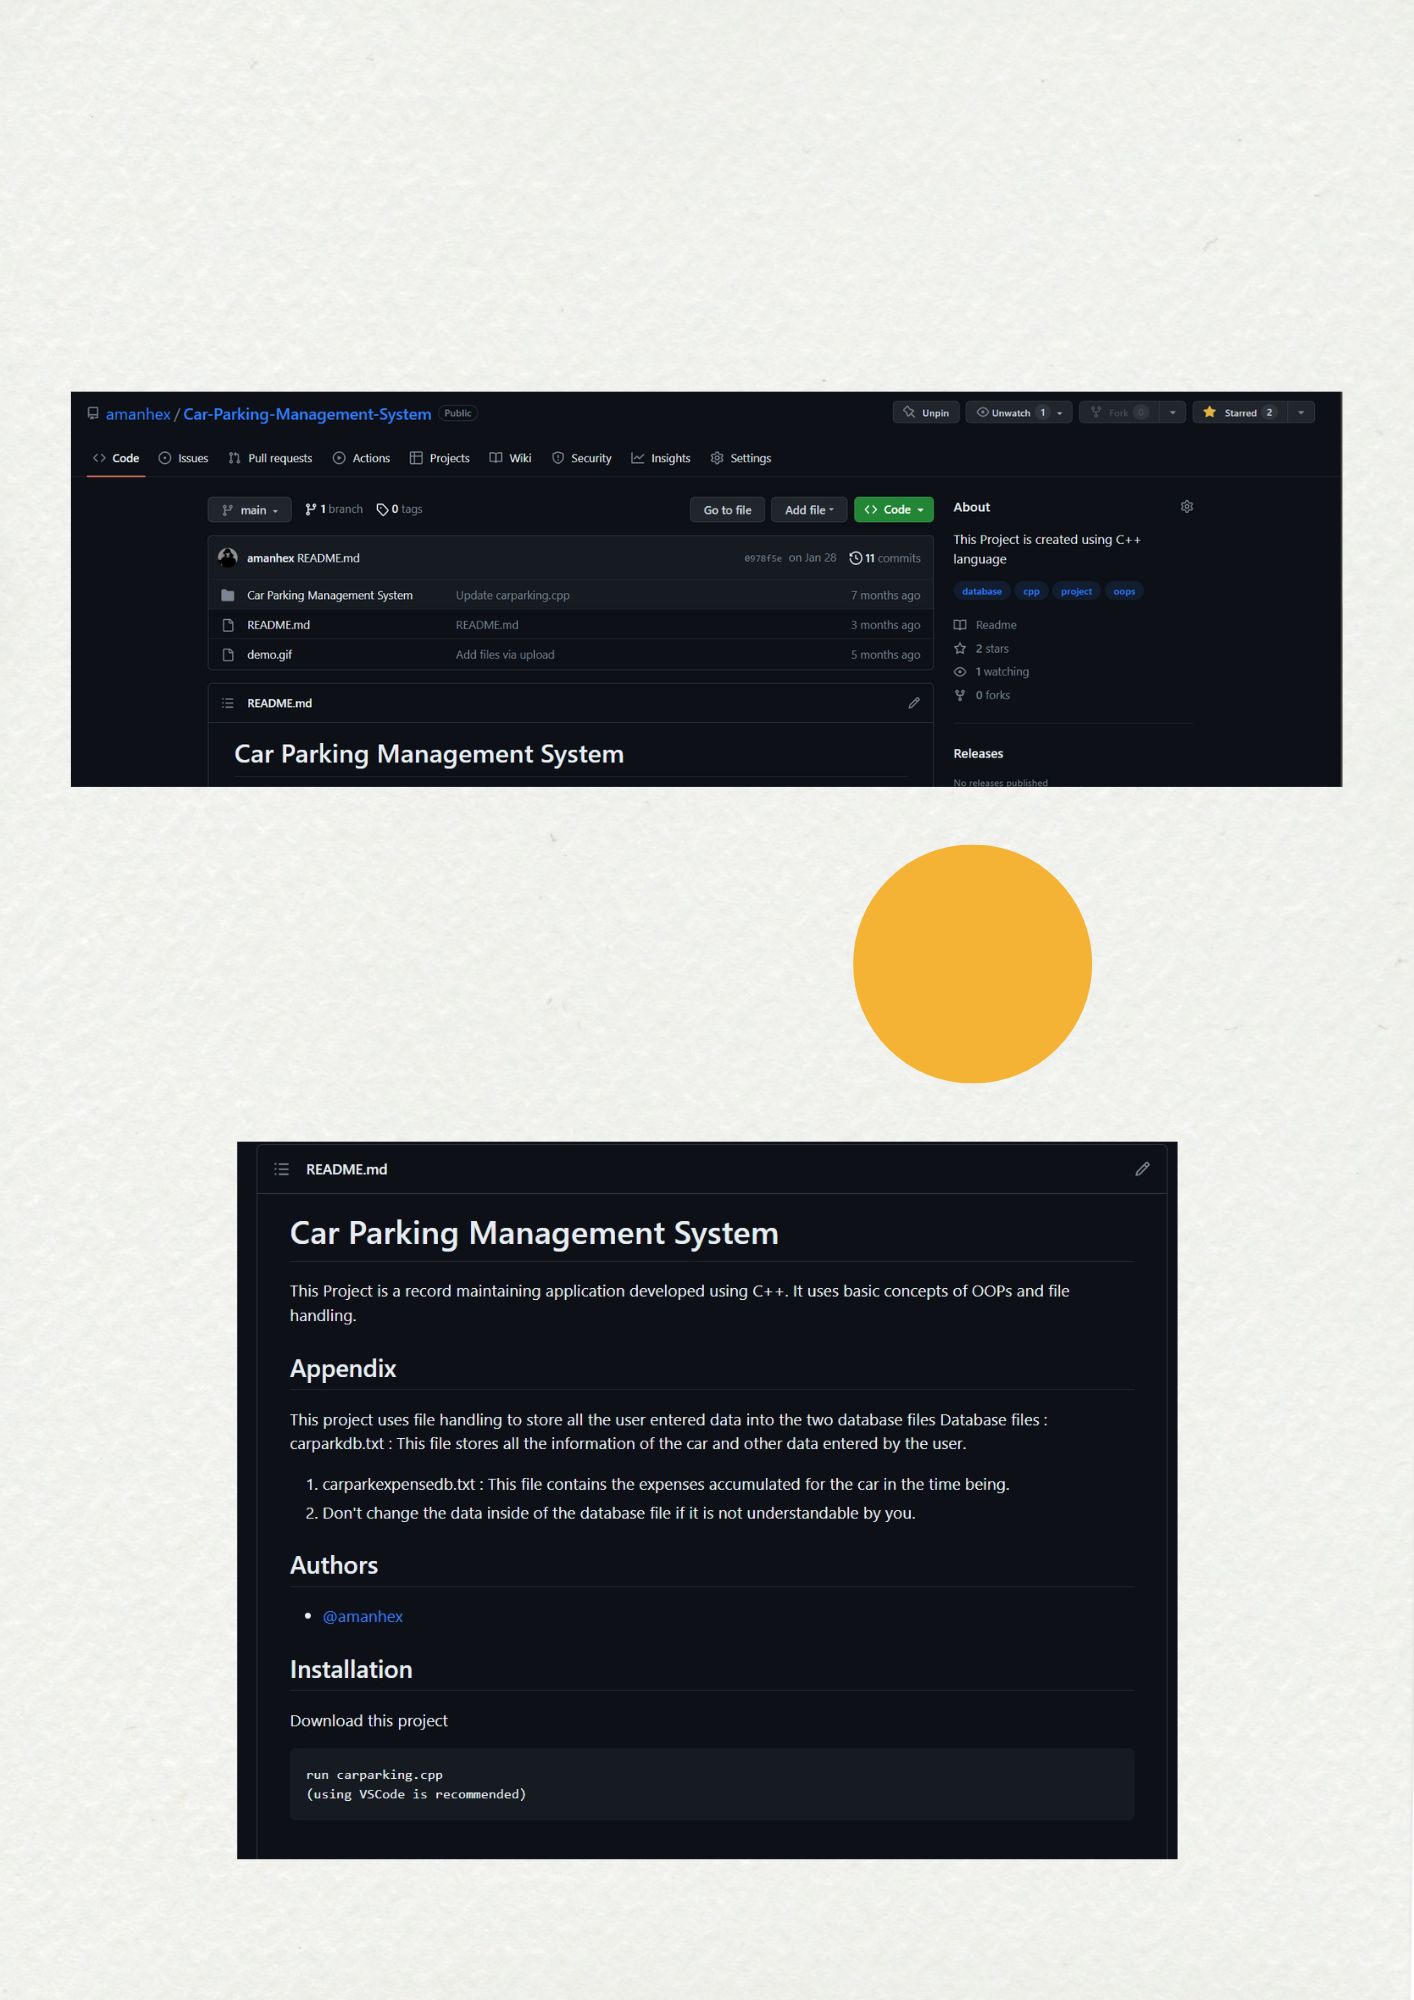 amanhex / Car-Parking-Management-System Public
Unpin Unwatch 1 Fork 0 Starred 2
Code Issues Pull requests Actions Projects Wiki Security Insights Settings
main 1 branch 0 tags Go to file Add file Code
amanhex README.md 0978f5e on Jan 28 11 commits
Car Parking Management System Update carparking.cpp 7 months ago
README.md README.md 3 months ago
demo.gif Add files via upload 5 months ago
README.md
Car Parking Management System
About
This Project is created using C++
language
database cpp project oops
Readme
2 stars
1 watching
0 forks
Releases
No releases published
README.md
Car Parking Management System
This Project is a record maintaining application developed using C++. It uses basic concepts of OOPs and file
handling.
Appendix
This project uses file handling to store all the user entered data into the two database files Database files :
carparkdb.txt : This file stores all the information of the car and other data entered by the user.
1. carparkexpensedb.txt : This file contains the expenses accumulated for the car in the time being.
2. Don't change the data inside of the database file if it is not understandable by you.
Authors
• @amanhex
Installation
Download this project
run carparking.cpp
(using VSCode is recommended)